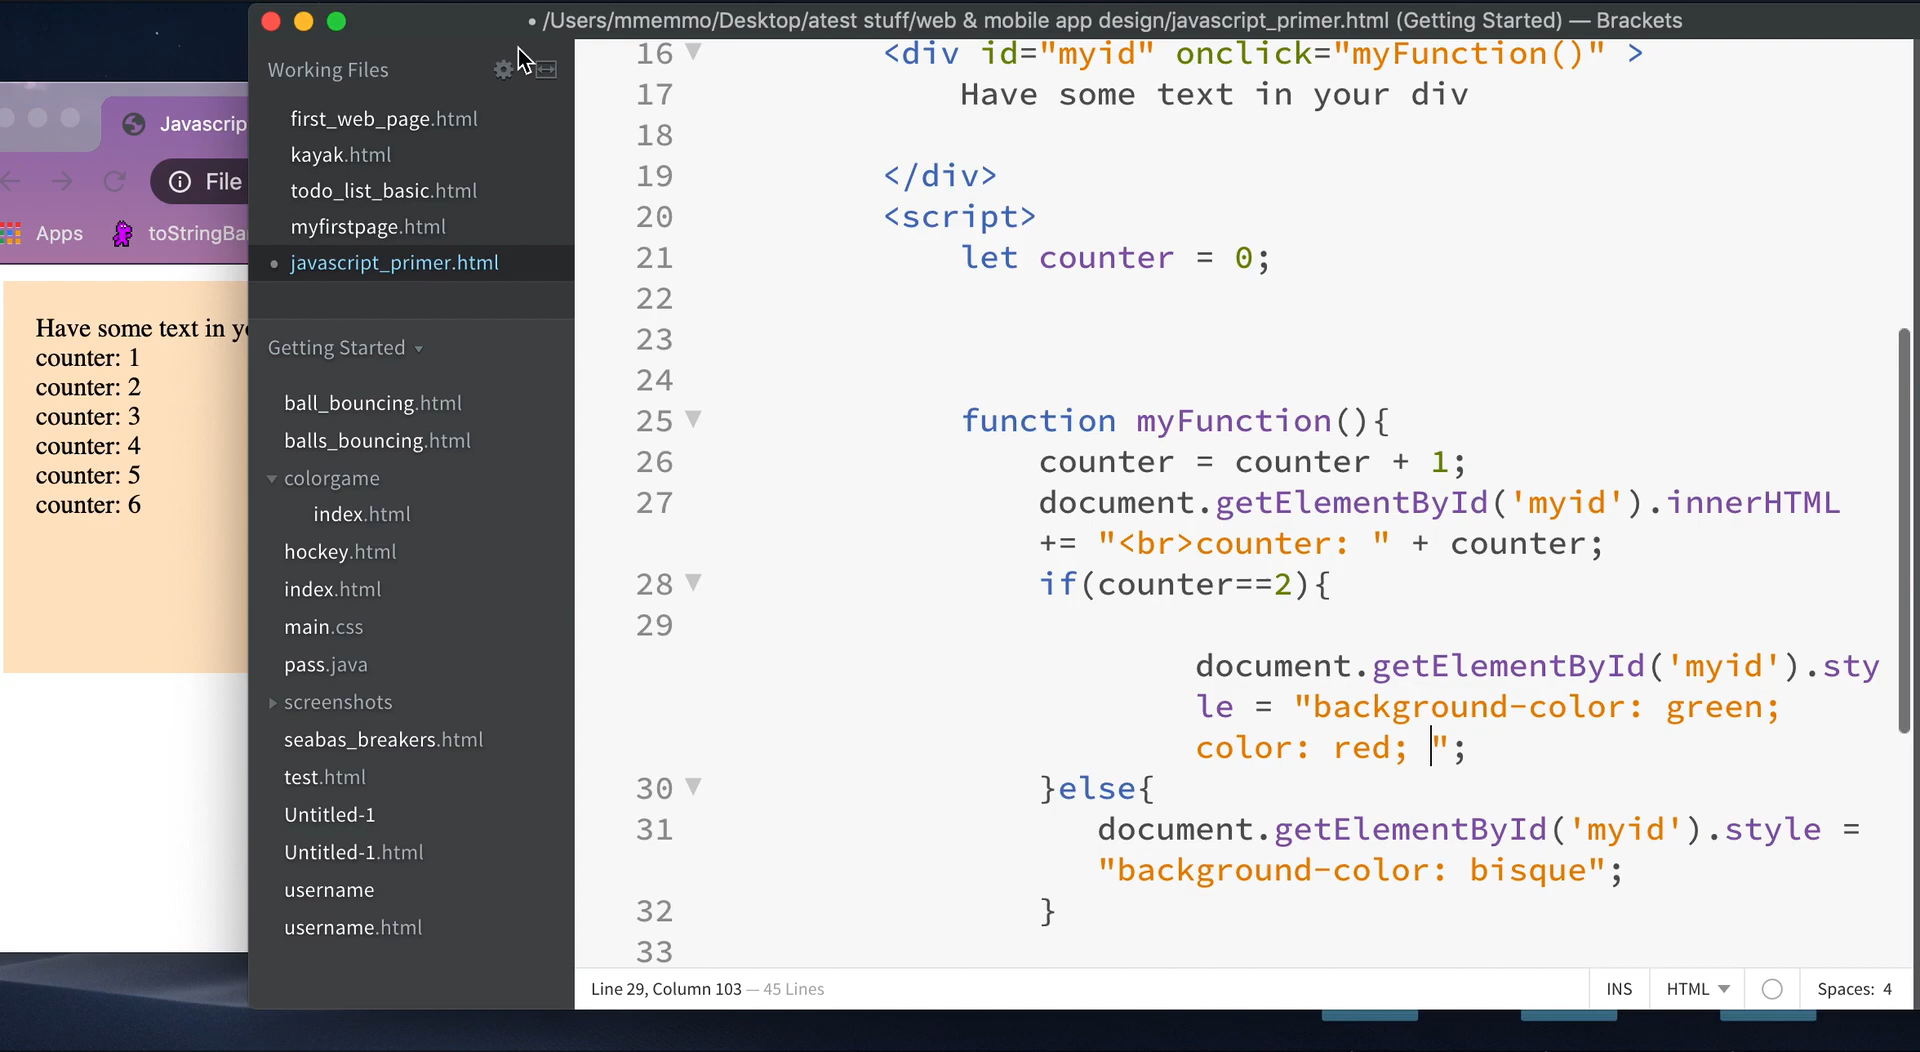 • /Users/mmemmo/Desktop/atest stuff/web & mobile app design/javascript_primer.html (Getting Started) — Brackets
Javascrip
File
Apps
toStringBa
Have some text in yo
counter: 1
counter: 2
counter: 3
counter: 4
counter: 5
counter: 6
Working Files
first_web_page.html
kayak.html
todo_list_basic.html
myfirstpage.html
• javascript_primer.html
Getting Started
ball_bouncing.html
balls_bouncing.html
colorgame
index.html
hockey.html
index.html
main.css
pass.java
screenshots
seabas_breakers.html
test.html
Untitled-1
Untitled-1.html
username
username.html
16 <div id="myid" onclick="myFunction()" >
17 Have some text in your div
18
19 </div>
20 <script>
21 let counter = 0;
22
23
24
25 function myFunction(){
26 counter = counter + 1;
27 document.getElementById('myid').innerHTML
+= "<br>counter: " + counter;
28 if(counter==2){
29
document.getElementById('myid').sty
le = "background-color: green;
color: red; ";
30 }else{
31 document.getElementById('myid').style =
"background-color: bisque";
32 }
33
Line 29, Column 103 — 45 Lines
INS
HTML
Spaces: 4